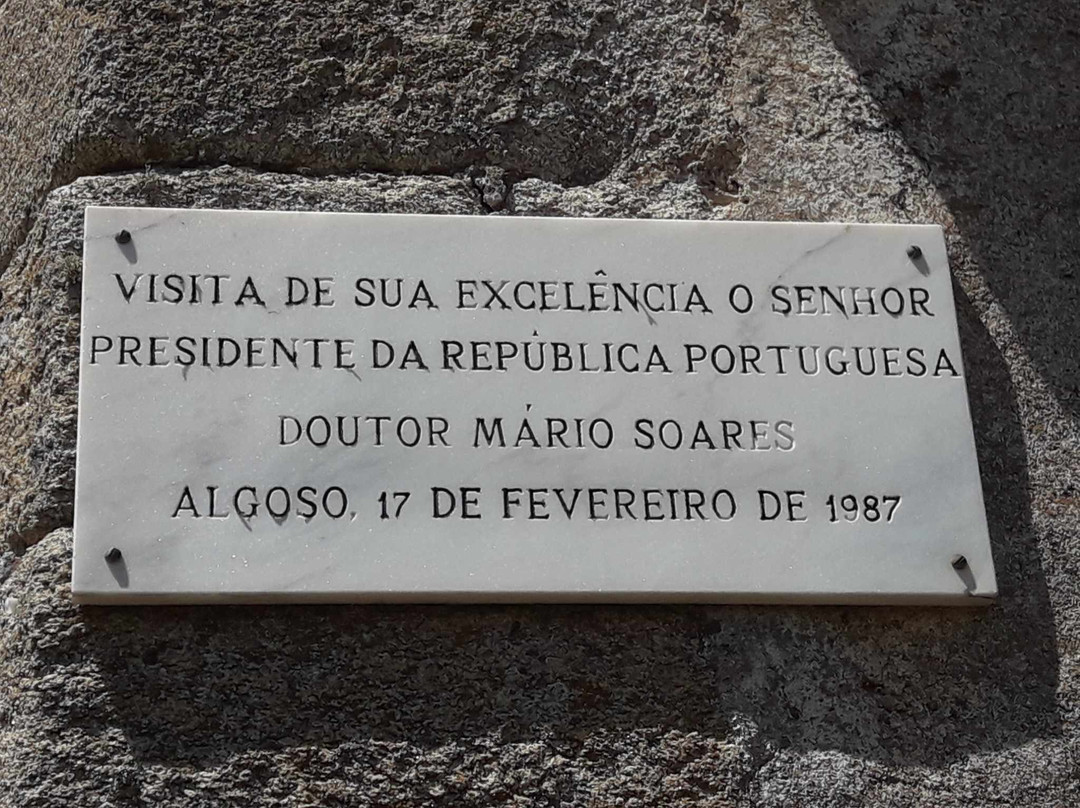 VISITA DE SUA EXCELÊNCIA O SENHOR
PRESIDENTE DA REPÚBLICA PORTUGUESA
DOUTOR MÁRIO SOARES
ALGOSO, 17 DE FEVEREIRO DE 1987